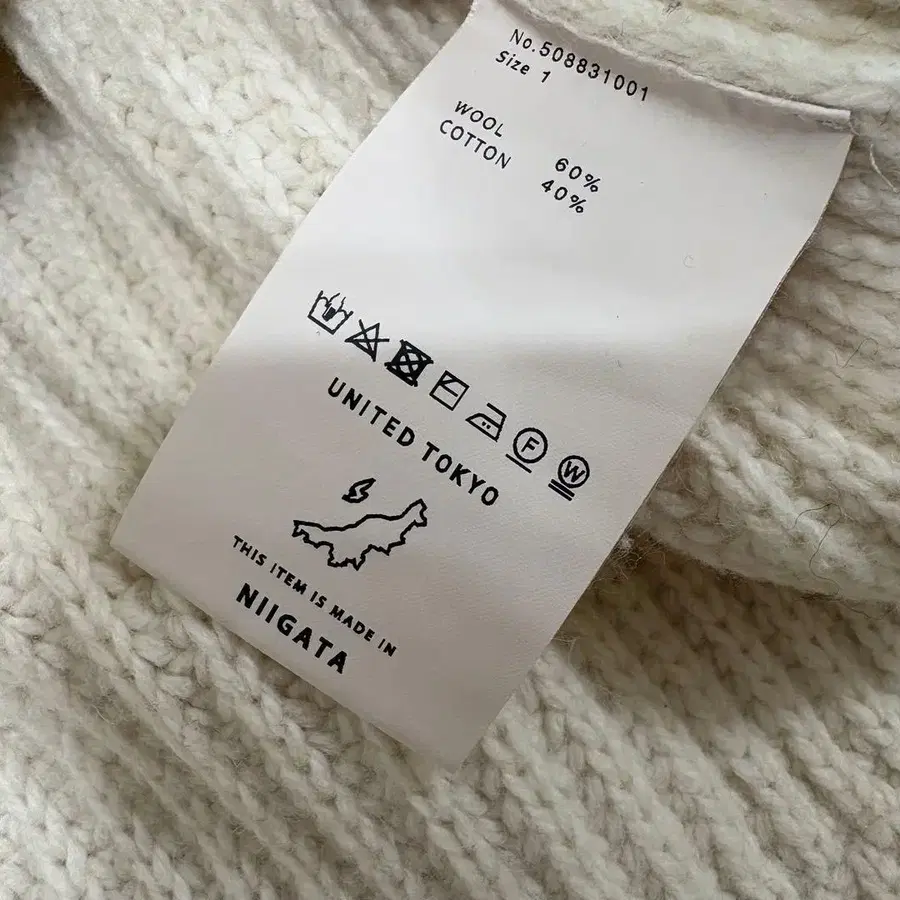 No.508831001
Size 1
WOOL 60%
COTTON 40%
F W
UNITED TOKYO
THIS ITEM IS MADE IN
NIIGATA